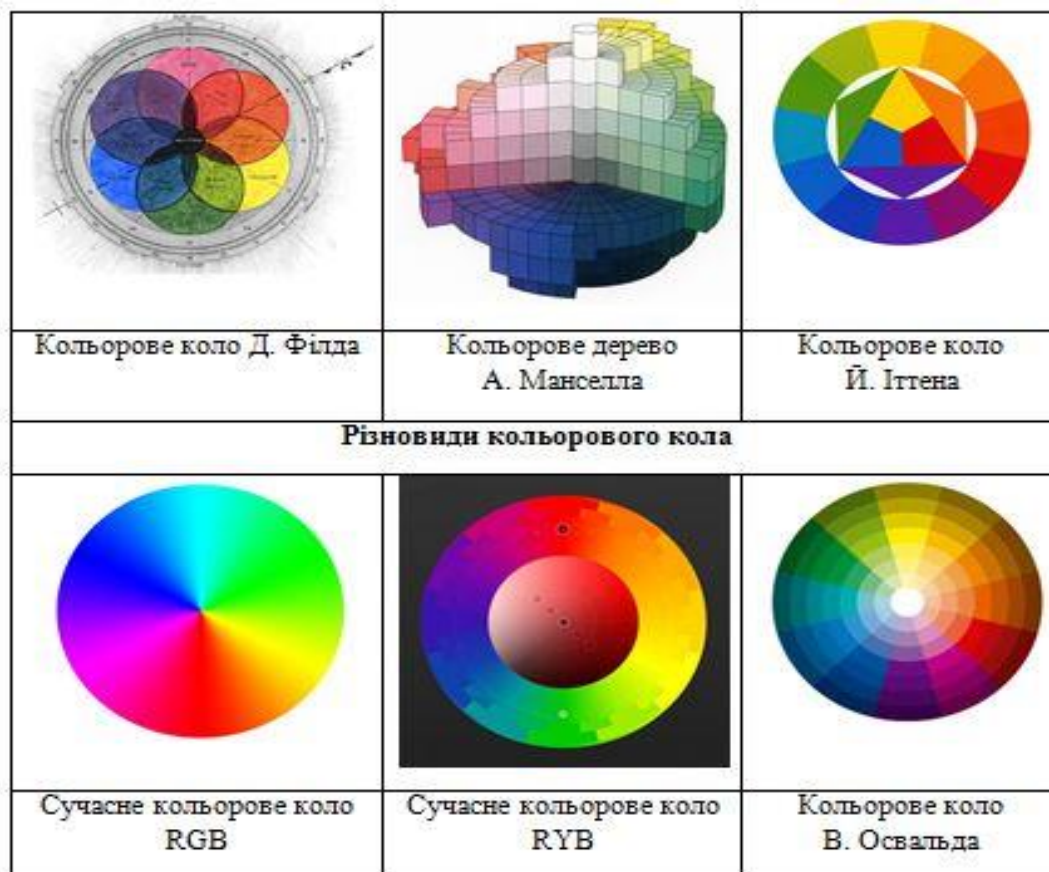 Кольорове коло Д. Філда
Кольорове дерево
А. Манселла
Кольорове коло
Й. Іттена
Різновиди кольорового кола
Сучасне кольорове коло
RGB
Сучасне кольорове коло
RYB
Кольорове коло
В. Освальда